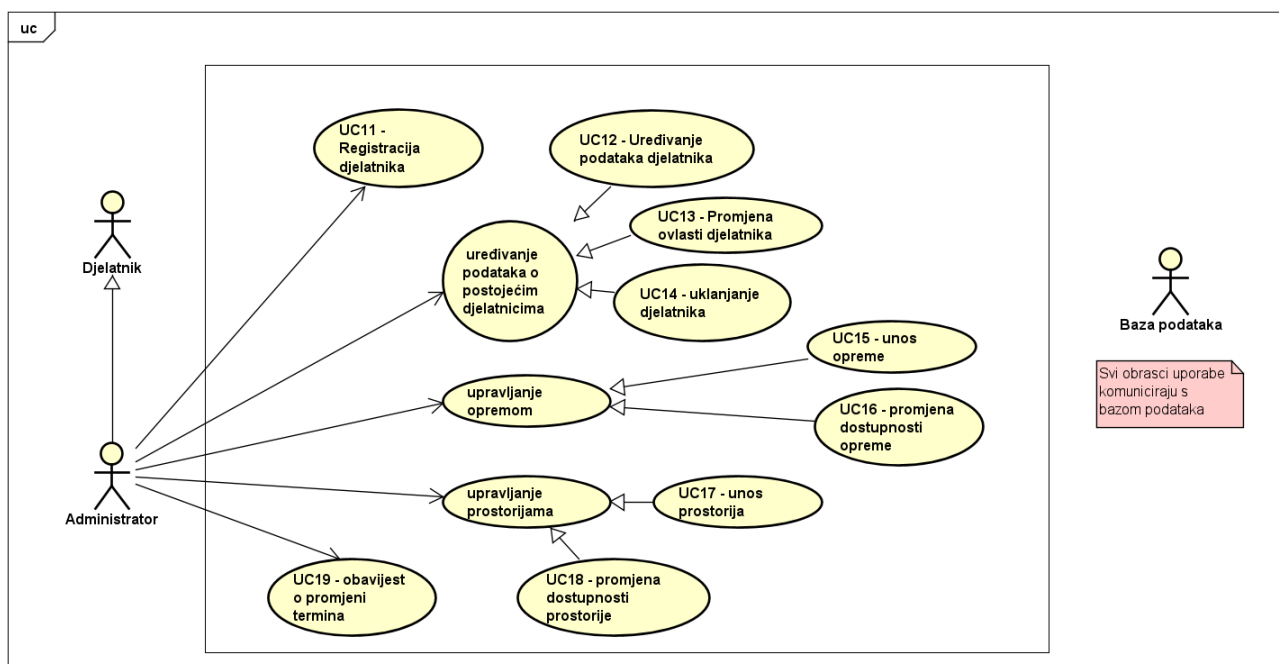 uc
UC11 -
Registracija
djelatnika
UC12 - Uređivanje
podataka djelatnika
UC13 - Promjena
ovlasti djelatnika
Djelatnik
uređivanje
podataka o
postojećim
djelatnicima
UC14 - uklanjanje
djelatnika
Baza podataka
UC15 - unos
opreme
Svi obrasci uporabe
komuniciraju s
bazom podataka
upravljanje
opremom
UC16 - promjena
dostupnosti
opreme
Administrator
upravljanje
prostorijama
UC17 - unos
prostorija
UC19 - obavijest
o promjeni
termina
UC18 - promjena
dostupnosti
prostorije